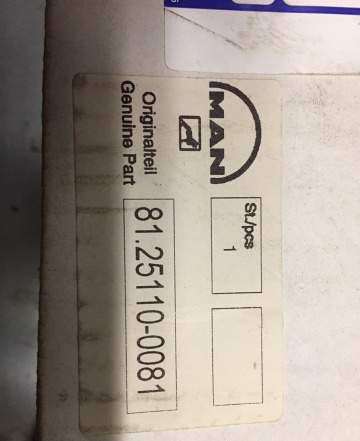 MAN
St./pcs
1
Originalteil
Genuine Part
81.25110-0081